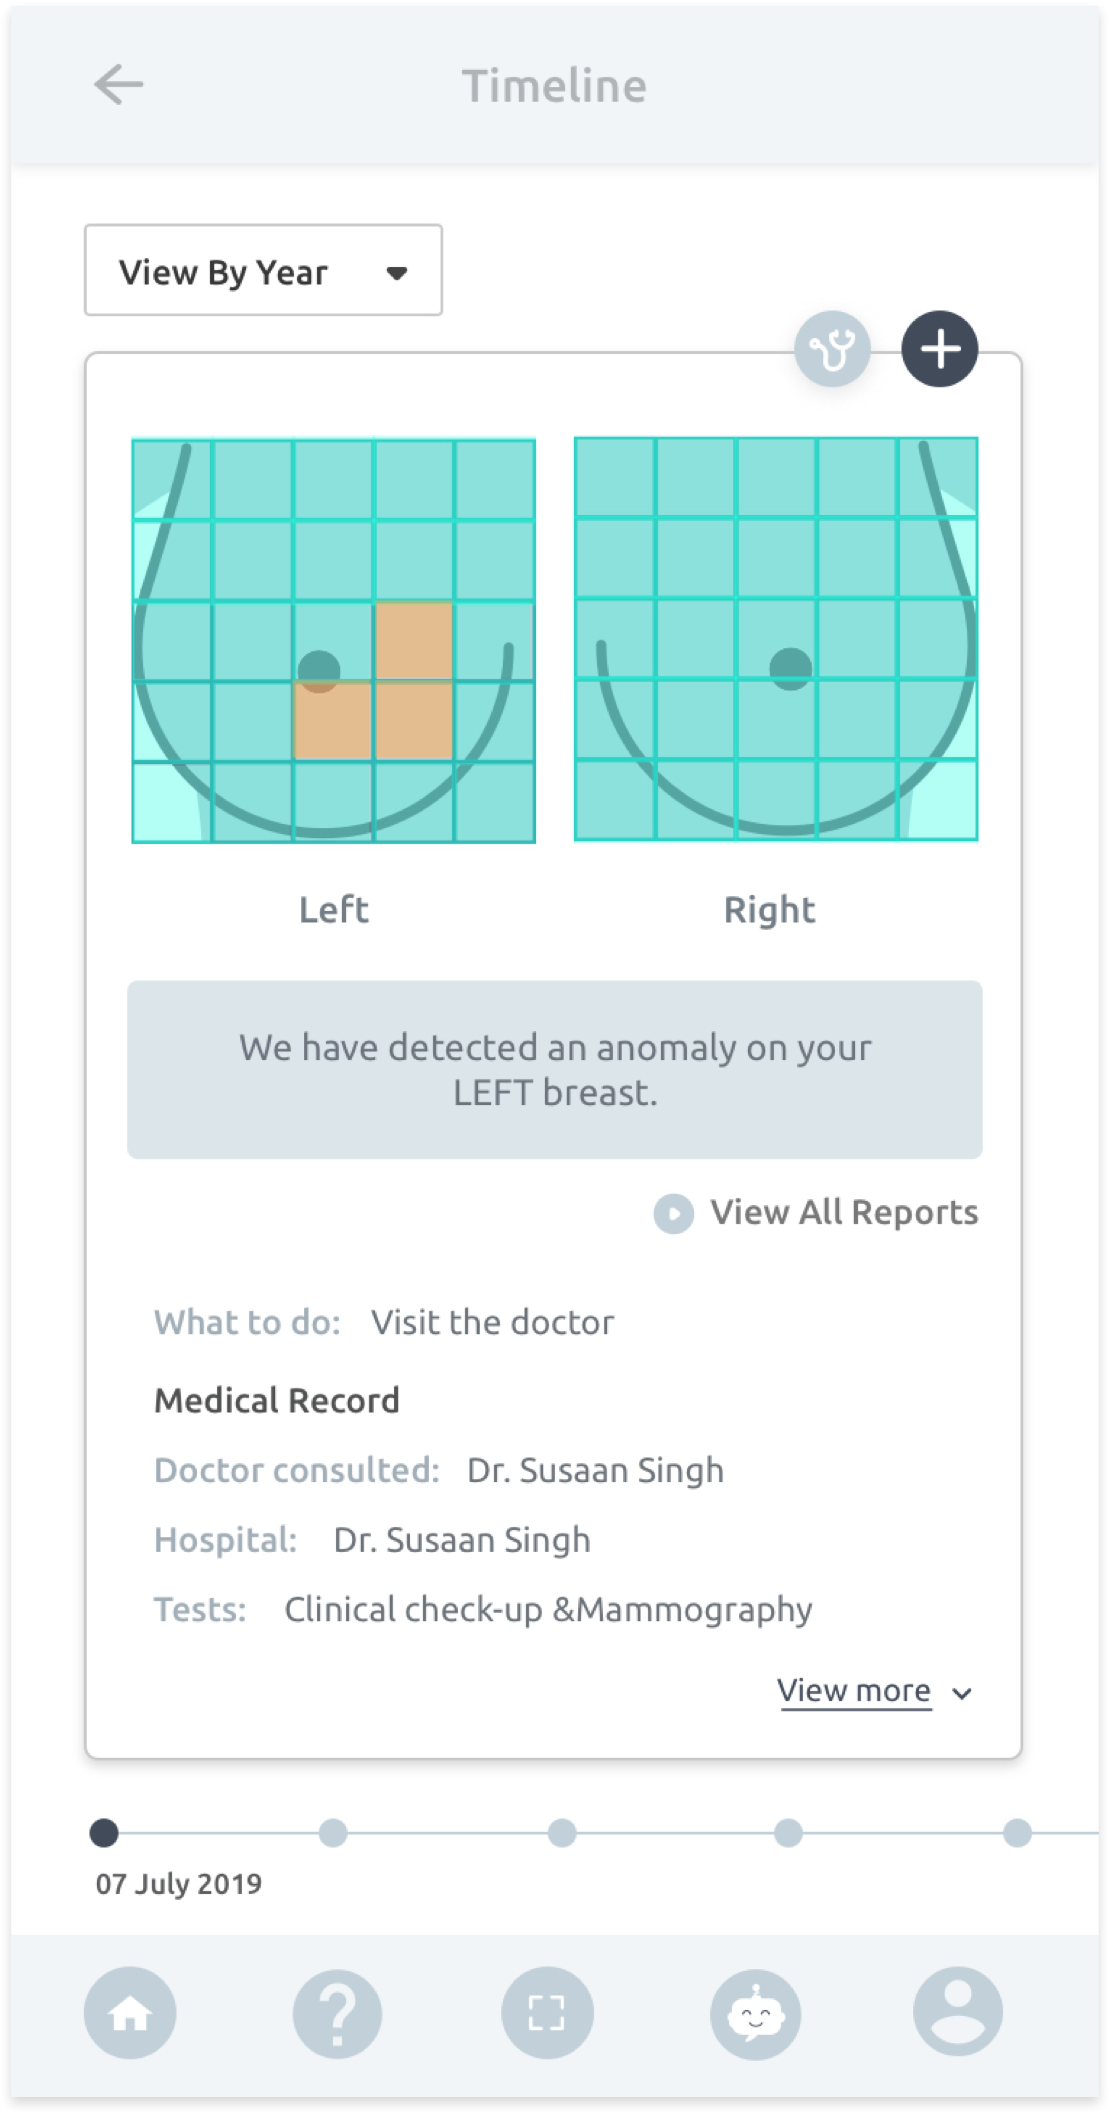 Timeline
View By Year
Left
Right
We have detected an anomaly on your
LEFT breast.
View All Reports
What to do: Visit the doctor
Medical Record
Doctor consulted: Dr. Susaan Singh
Hospital: Dr. Susaan Singh
Tests: Clinical check-up &Mammography
View more
07 July 2019